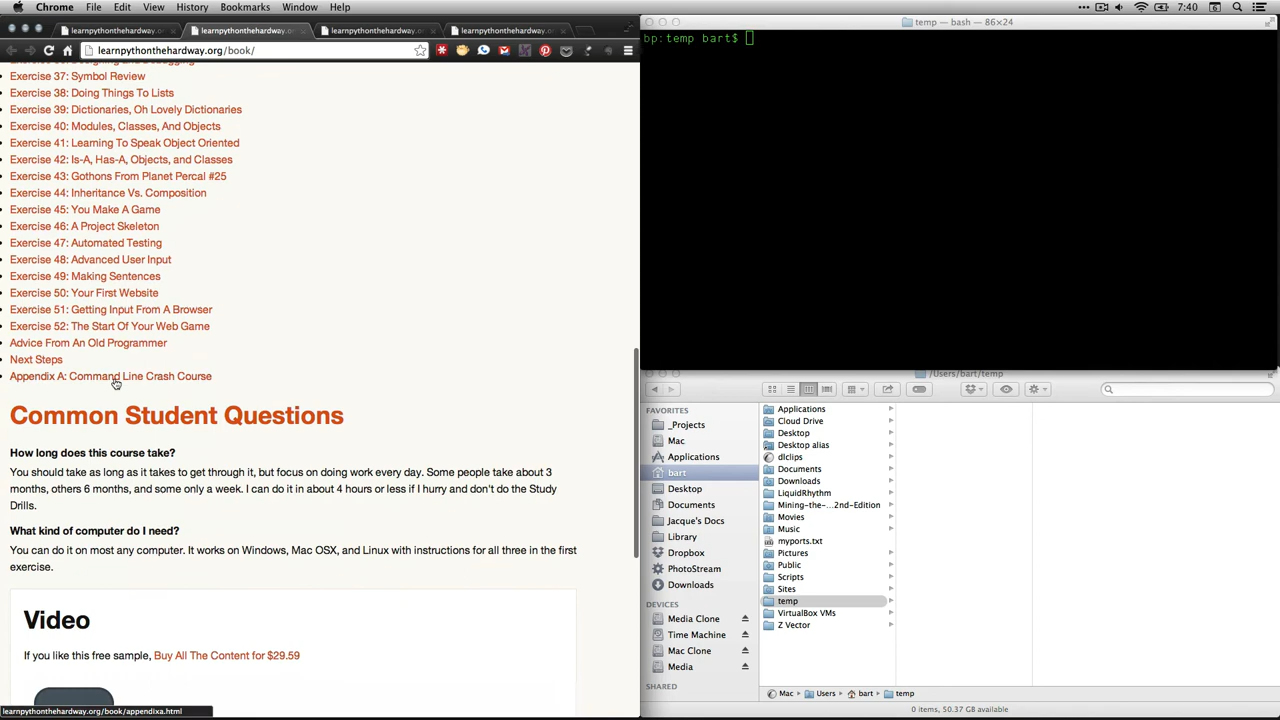 Chrome File Edit View History Bookmarks Window Help 7:40
learnpythonthehardway.org learnpythonthehardway.org learnpythonthehardway.org learnpythonthehardway.org
learnpythonthehardway.org/book/
Exercise 37: Symbol Review
Exercise 38: Doing Things To Lists
Exercise 39: Dictionaries, Oh Lovely Dictionaries
Exercise 40: Modules, Classes, And Objects
Exercise 41: Learning To Speak Object Oriented
Exercise 42: Is-A, Has-A, Objects, and Classes
Exercise 43: Gothons From Planet Percal #25
Exercise 44: Inheritance Vs. Composition
Exercise 45: You Make A Game
Exercise 46: A Project Skeleton
Exercise 47: Automated Testing
Exercise 48: Advanced User Input
Exercise 49: Making Sentences
Exercise 50: Your First Website
Exercise 51: Getting Input From A Browser
Exercise 52: The Start Of Your Web Game
Advice From An Old Programmer
Next Steps
Appendix A: Command Line Crash Course
Common Student Questions
How long does this course take?
You should take as long as it takes to get through it, but focus on doing work every day. Some people take about 3
months, others 6 months, and some only a week. I can do it in about 4 hours or less if I hurry and don't do the Study
Drills.
What kind of computer do I need?
You can do it on most any computer. It works on Windows, Mac OSX, and Linux with instructions for all three in the first
exercise.
Video
If you like this free sample, Buy All The Content for $29.59
learnpythonthehardway.org/book/appendixa.html
temp — bash — 86×24
bp:temp bart$
/Users/bart/temp
FAVORITES
_Projects
Mac
Applications
bart
Desktop
Documents
Jacque's Docs
Library
Dropbox
PhotoStream
Downloads
DEVICES
Media Clone
Time Machine
Mac Clone
Media
SHARED
Applications
Cloud Drive
Desktop
Desktop alias
dlclips
Documents
Downloads
LiquidRhythm
Mining-the-...2nd-Edition
Movies
Music
myports.txt
Pictures
Public
Scripts
Sites
temp
VirtualBox VMs
Z Vector
Mac Users bart temp
0 items, 50.37 GB available